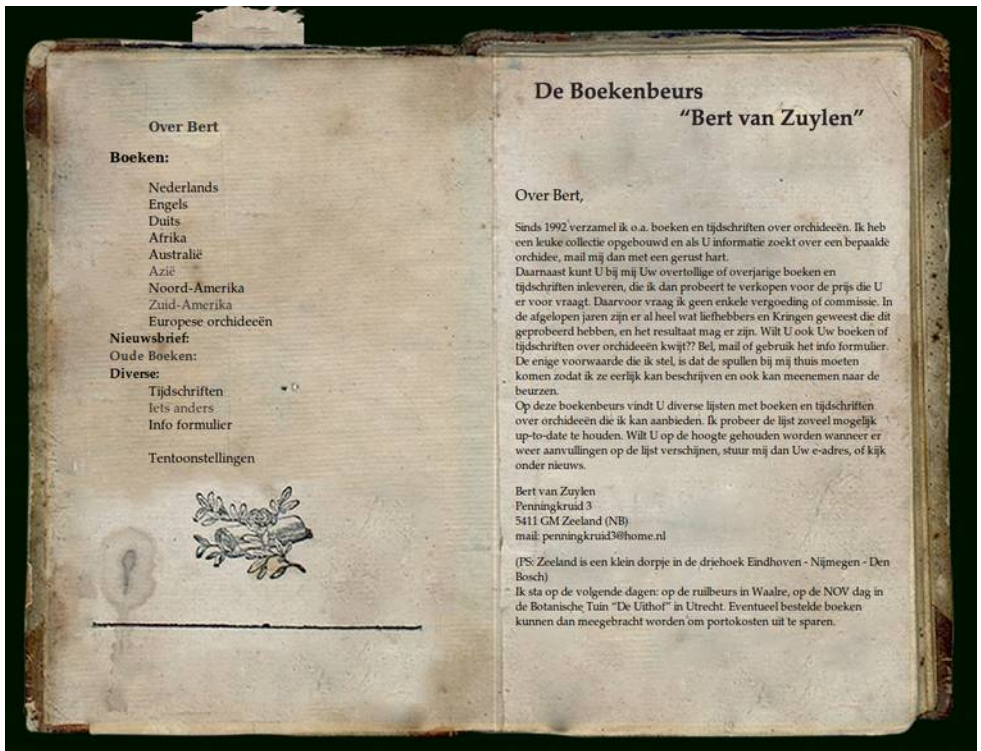 Over Bert
Boeken:
Nederlands
Engels
Duits
Afrika
Australië
Azië
Noord-Amerika
Zuid-Amerika
Europese orchideeën
Nieuwsbrief:
Oude Boeken:
Diverse:
Tijdschriften
Iets anders
Info formulier
Tentoonstellingen
De Boekenbeurs
“Bert van Zuylen”
Over Bert,
Sinds 1992 verzamel ik o.a. boeken en tijdschriften over orchideeën. Ik heb
een leuke collectie opgebouwd en als U informatie zoekt over een bepaalde
orchidee, mail mij dan met een gerust hart.
Daarnaast kunt U bij mij Uw overtollige of overjarige boeken en
tijdschriften inleveren, die ik dan probeert te verkopen voor de prijs die U
er voor vraagt. Daarvoor vraag ik geen enkele vergoeding of commissie. In
de afgelopen jaren zijn er al heel wat liefhebbers en Kringen geweest die dit
geprobeerd hebben, en het resultaat mag er zijn. Wilt U ook Uw boeken of
tijdschriften over orchideeën kwijt?? Bel, mail of gebruik het info formulier.
De enige voorwaarde die ik stel, is dat de spullen bij mij thuis moeten
komen zodat ik ze eerlijk kan beschrijven en ook kan meenemen naar de
beurzen.
Op deze boekenbeurs vindt U diverse lijsten met boeken en tijdschriften
over orchideeën die ik kan aanbieden. Ik probeer de lijst zoveel mogelijk
up-to-date te houden. Wilt U op de hoogte gehouden worden wanneer er
weer aanvullingen op de lijst verschijnen, stuur mij dan Uw e-adres, of kijk
onder nieuws.
Bert van Zuylen
Penningkruid 3
5411 GM Zeeland (NB)
mail: penningkruid3@home.nl
(PS: Zeeland is een klein dorpje in de driehoek Eindhoven - Nijmegen - Den
Bosch)
Ik sta op de volgende dagen: op de ruilbeurs in Waalre, op de NOV dag in
de Botanische Tuin “De Uithof” in Utrecht. Eventueel bestelde boeken
kunnen dan meegebracht worden om portokosten uit te sparen.